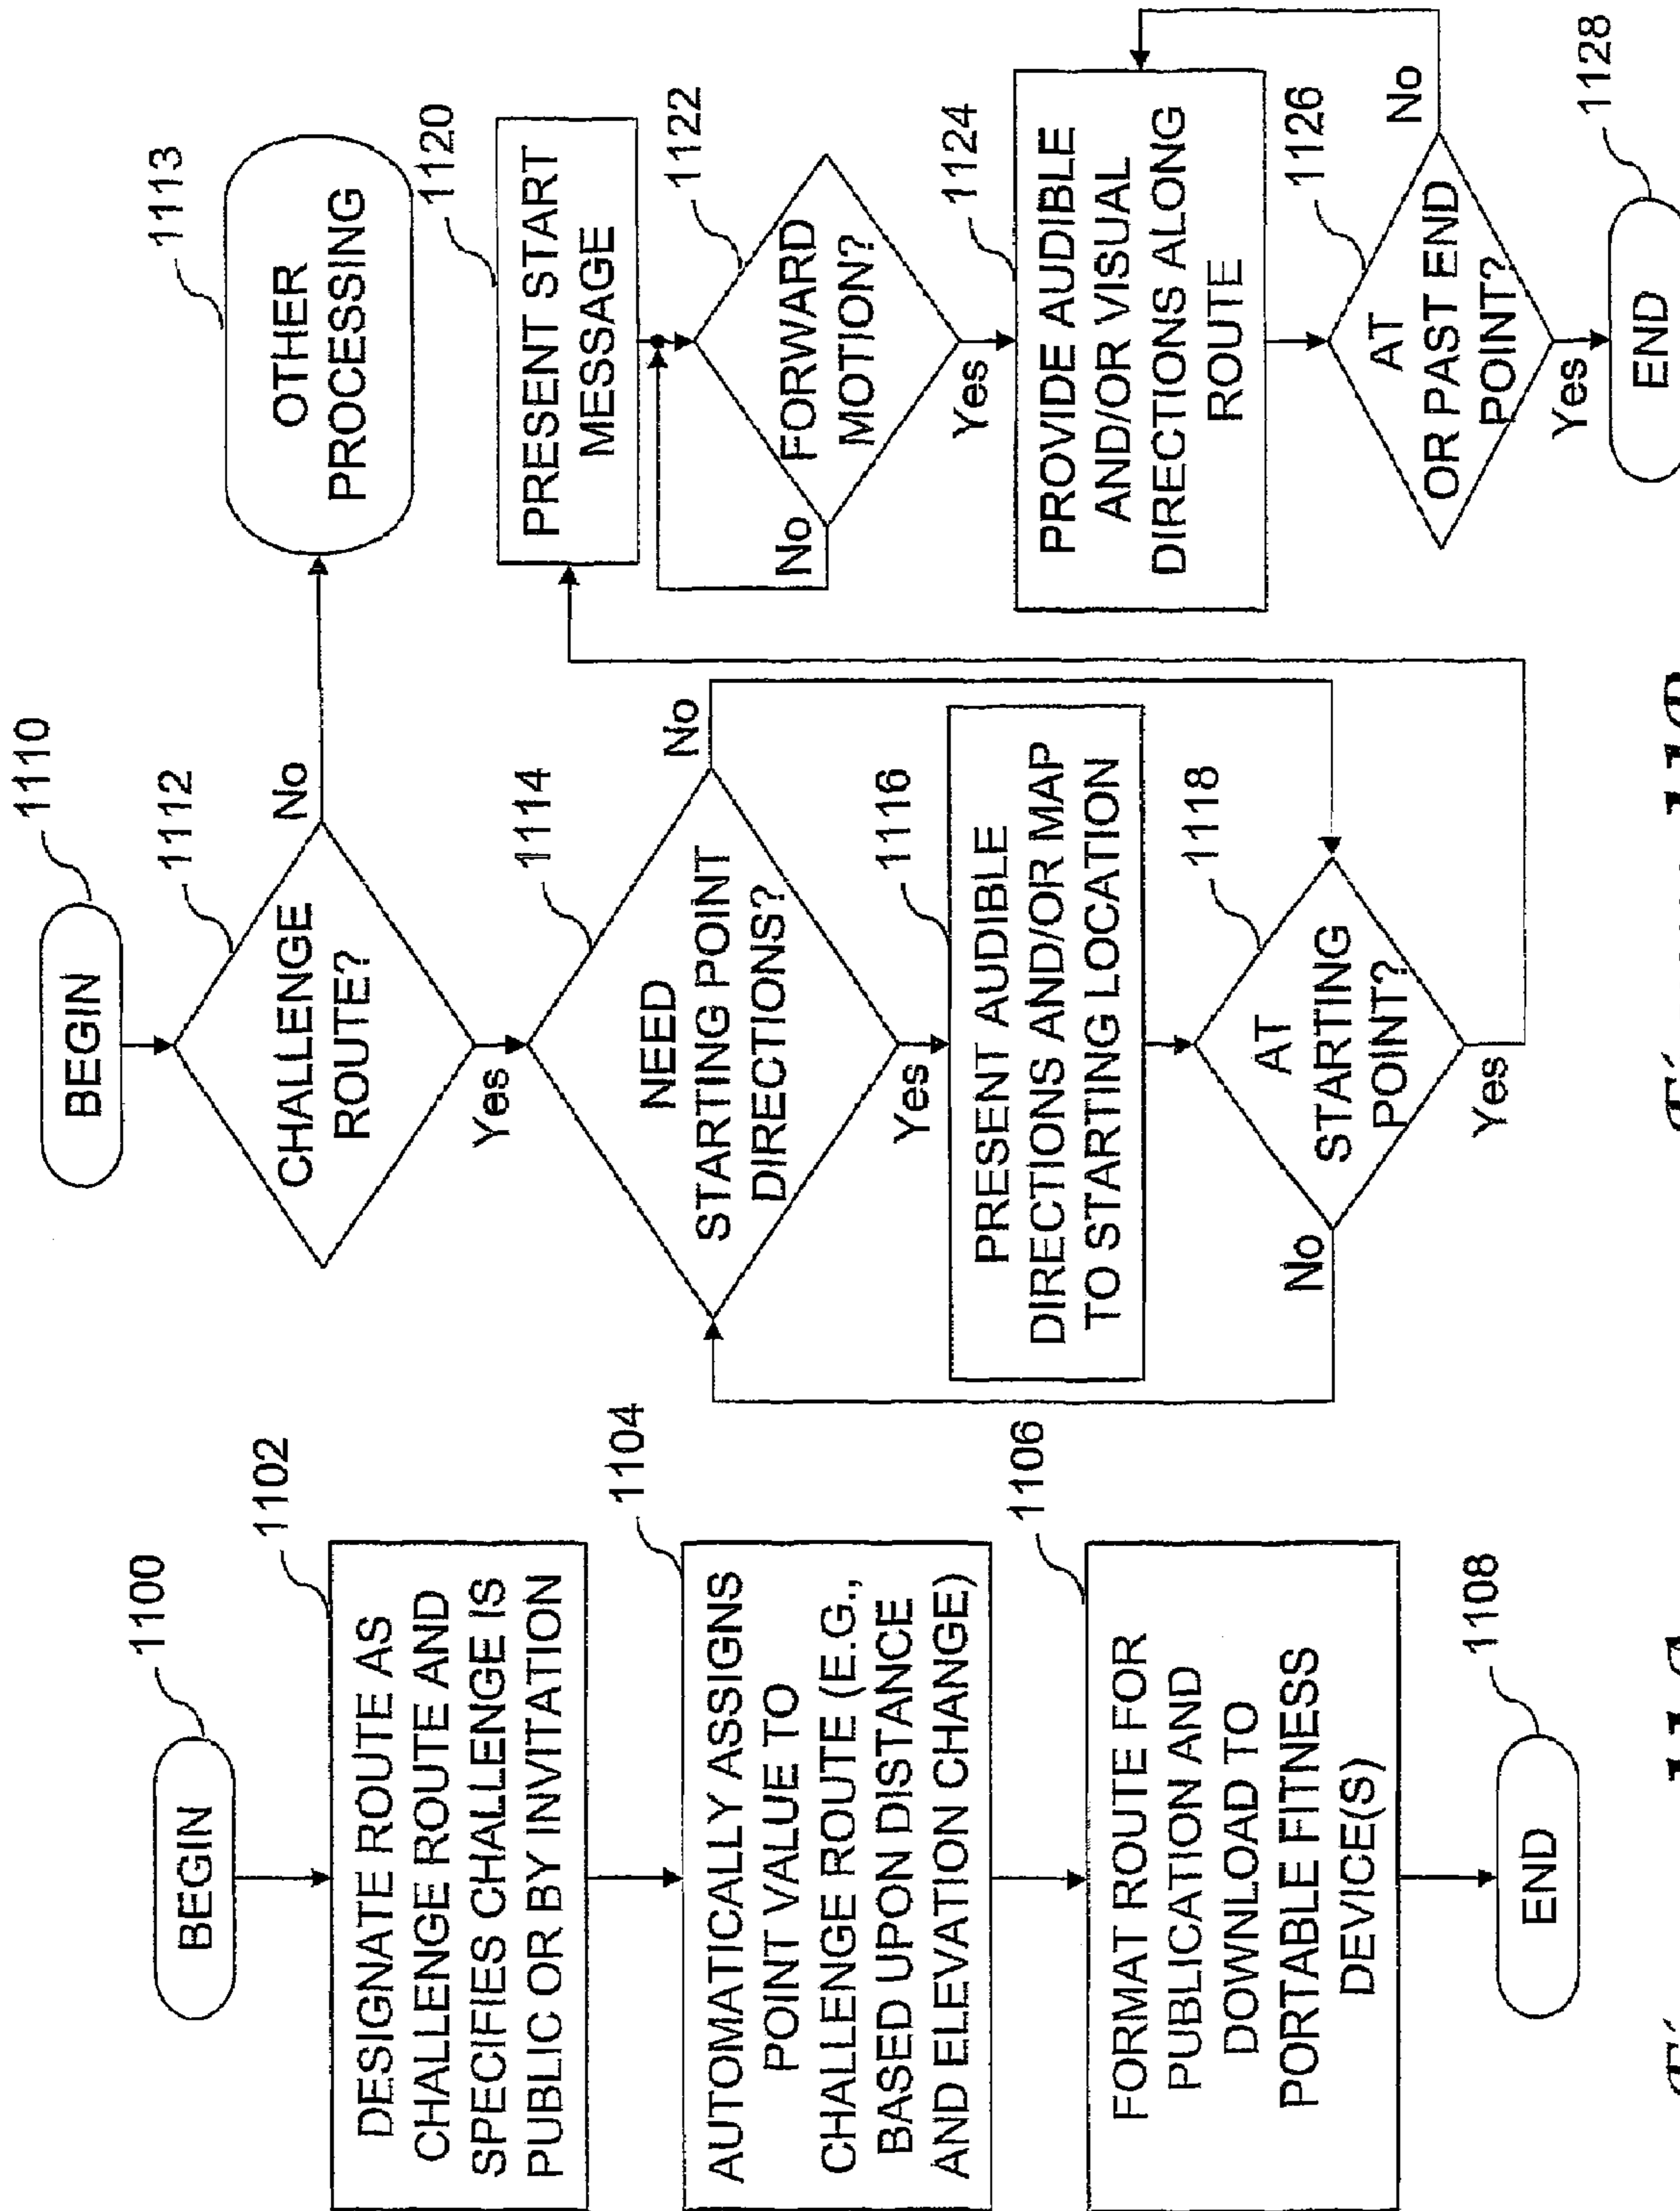 1100
BEGIN
1102
DESIGNATE ROUTE AS
CHALLENGE ROUTE AND
SPECIFIES CHALLENGE IS
PUBLIC OR BY INVITATION
1104
AUTOMATICALLY ASSIGNS
POINT VALUE TO
CHALLENGE ROUTE (E.G.,
BASED UPON DISTANCE
AND ELEVATION CHANGE)
1106
FORMAT ROUTE FOR
PUBLICATION AND
DOWNLOAD TO
PORTABLE FITNESS
DEVICE(S)
1108
END
1110
BEGIN
1112
CHALLENGE
ROUTE?
No
Yes
1113
OTHER
PROCESSING
1114
NEED
STARTING POINT
DIRECTIONS?
No
Yes
1116
PRESENT AUDIBLE
DIRECTIONS AND/OR MAP
TO STARTING LOCATION
1118
AT
STARTING
POINT?
No
Yes
1120
PRESENT START
MESSAGE
1122
FORWARD
MOTION?
No
Yes
1124
PROVIDE AUDIBLE
AND/OR VISUAL
DIRECTIONS ALONG
ROUTE
1126
AT
OR PAST END
POINT?
No
Yes
1128
END